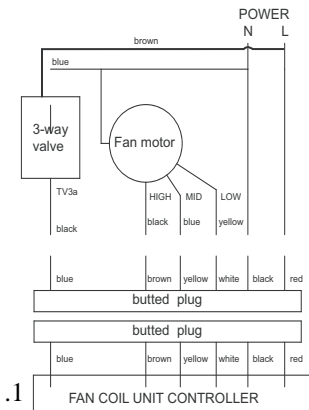 POWER
N L
brown
blue
3-way
valve
Fan motor
TV3a
HIGH MID LOW
black black blue yellow
blue brown yellow white black red
butted plug
butted plug
blue brown yellow white black red
.1 FAN COIL UNIT CONTROLLER